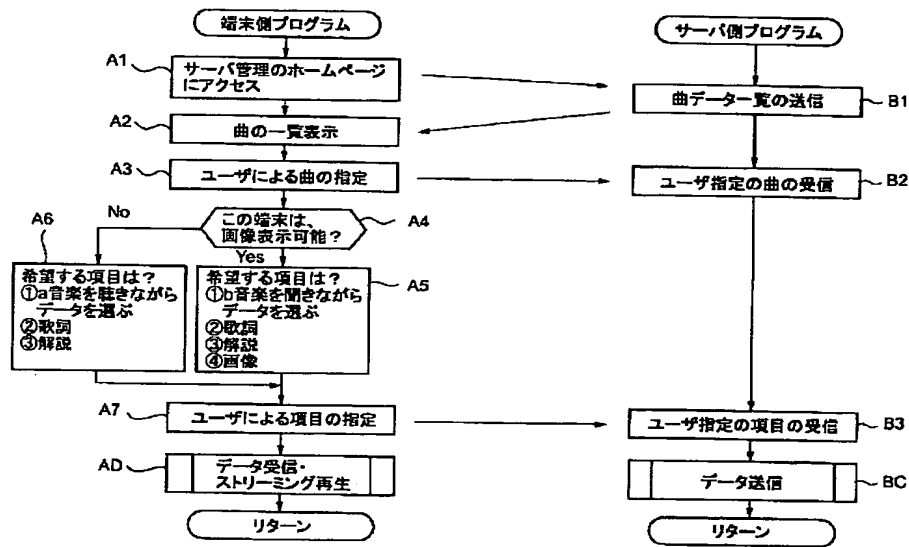 端末側プログラム
A1
サーバ管理のホームページ
にアクセス
A2
曲の一覧表示
A3
ユーザによる曲の指定
この端末は、
画像表示可能？
A4
No
Yes
A6
希望する項目は？
①a音楽を聴きながら
データを選ぶ
②歌詞
③解説
希望する項目は？
①b音楽を聞きながら
データを選ぶ
②歌詞
③解説
④画像
A5
A7
ユーザによる項目の指定
AD
データ受信・
ストリーミング再生
リターン
サーバ側プログラム
曲データ一覧の送信
B1
ユーザ指定の曲の受信
B2
ユーザ指定の項目の受信
B3
データ送信
BC
リターン